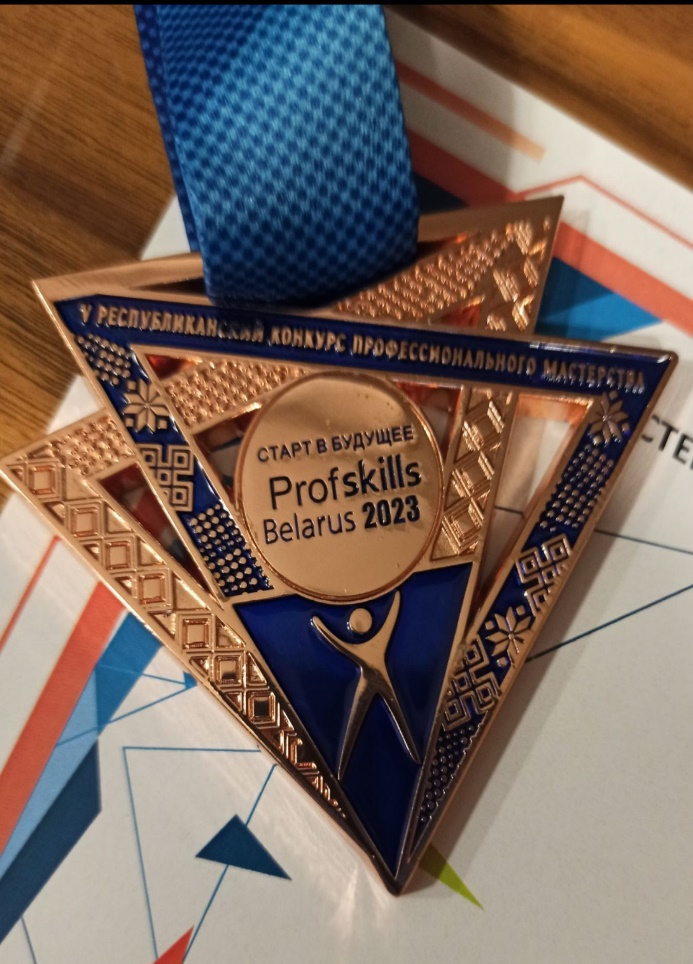 V РЕСПУБЛИКАНСКИЙ КОНКУРС ПРОФЕССИОНАЛЬНОГО МАСТЕРСТВА
СТАРТ В БУДУЩЕЕ
Profskills
Belarus 2023